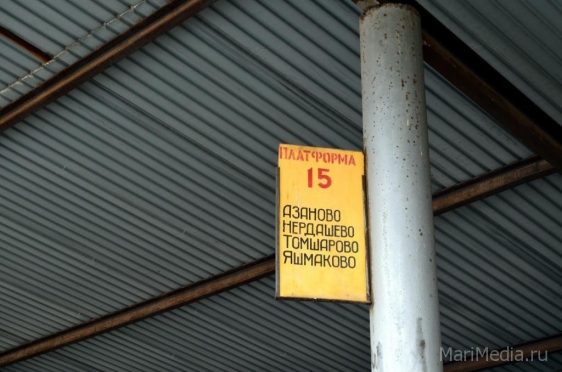 ПЛАТФОРМА
15
АЗАНОВО
НЕРДАШЕВО
ТОМШАРОВО
ЯШМАКОВО
MariMedia.ru